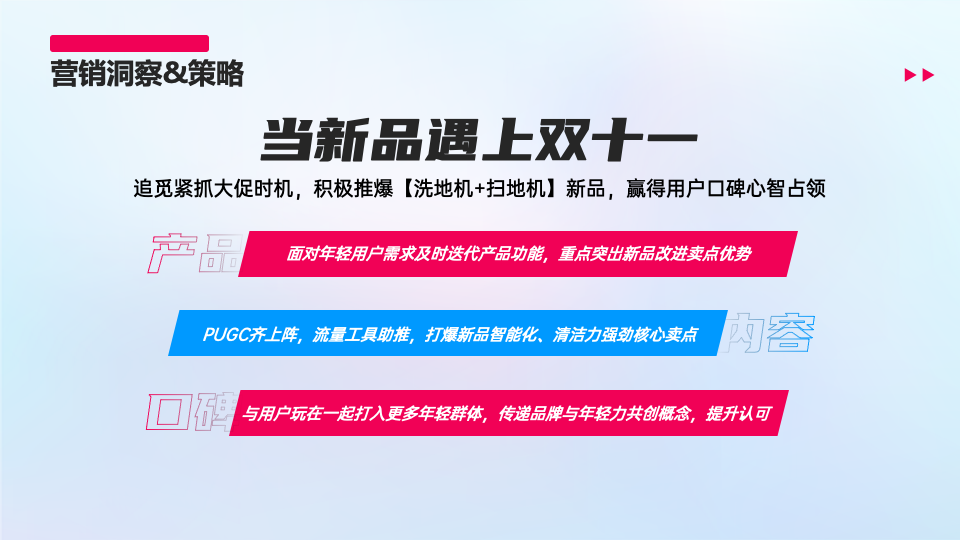 营销洞察&策略
当新品遇上双十一
追觅紧抓大促时机，积极推爆【洗地机+扫地机】新品，赢得用户口碑心智占领
产品
面对年轻用户需求及时迭代产品功能，重点突出新品改进卖点优势
PUGC齐上阵，流量工具助推，打爆新品智能化、清洁力强劲核心卖点
内容
口碑
与用户玩在一起打入更多年轻群体，传递品牌与年轻力共创概念，提升认可